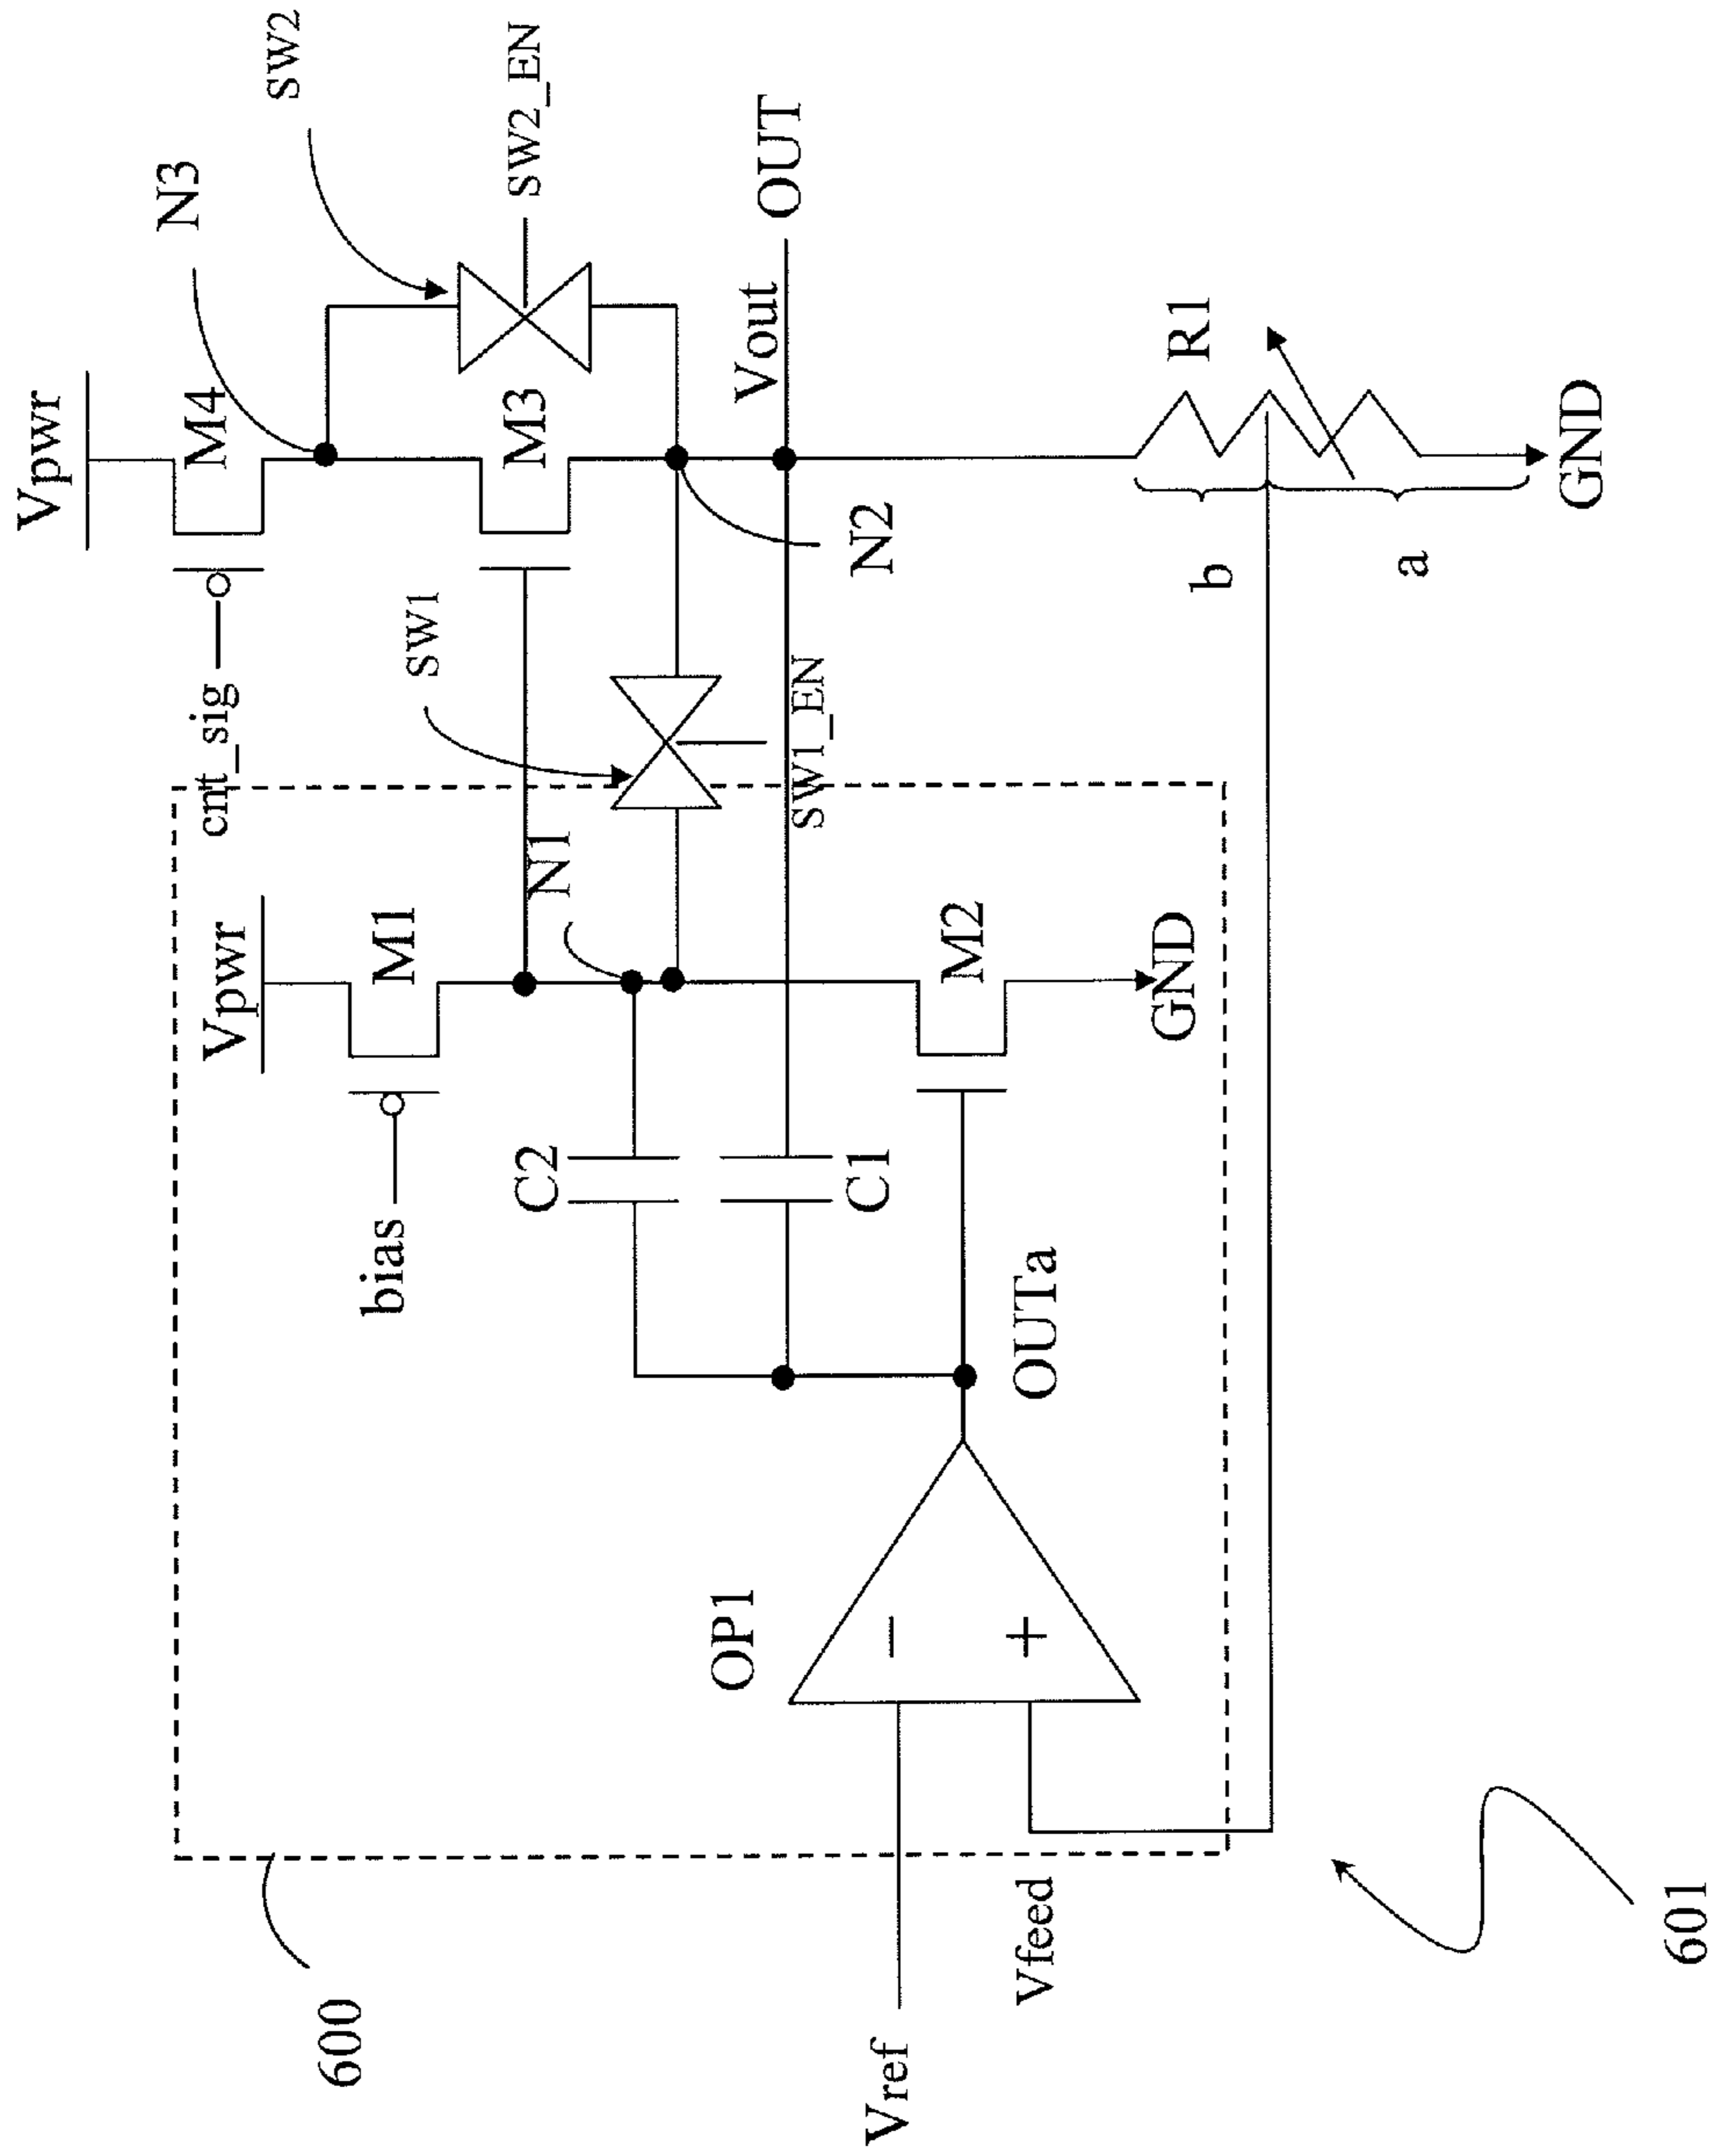 600
Vref
Vfeed
601
OP1
−
+
OUTa
bias
C2
C1
Vpwr
M1
N1
M2
GND
cnt_sig
SW1
SW1_EN
Vpwr
M4
M3
N2
N3
SW2
SW2_EN
Vout
OUT
R1
b
a
GND